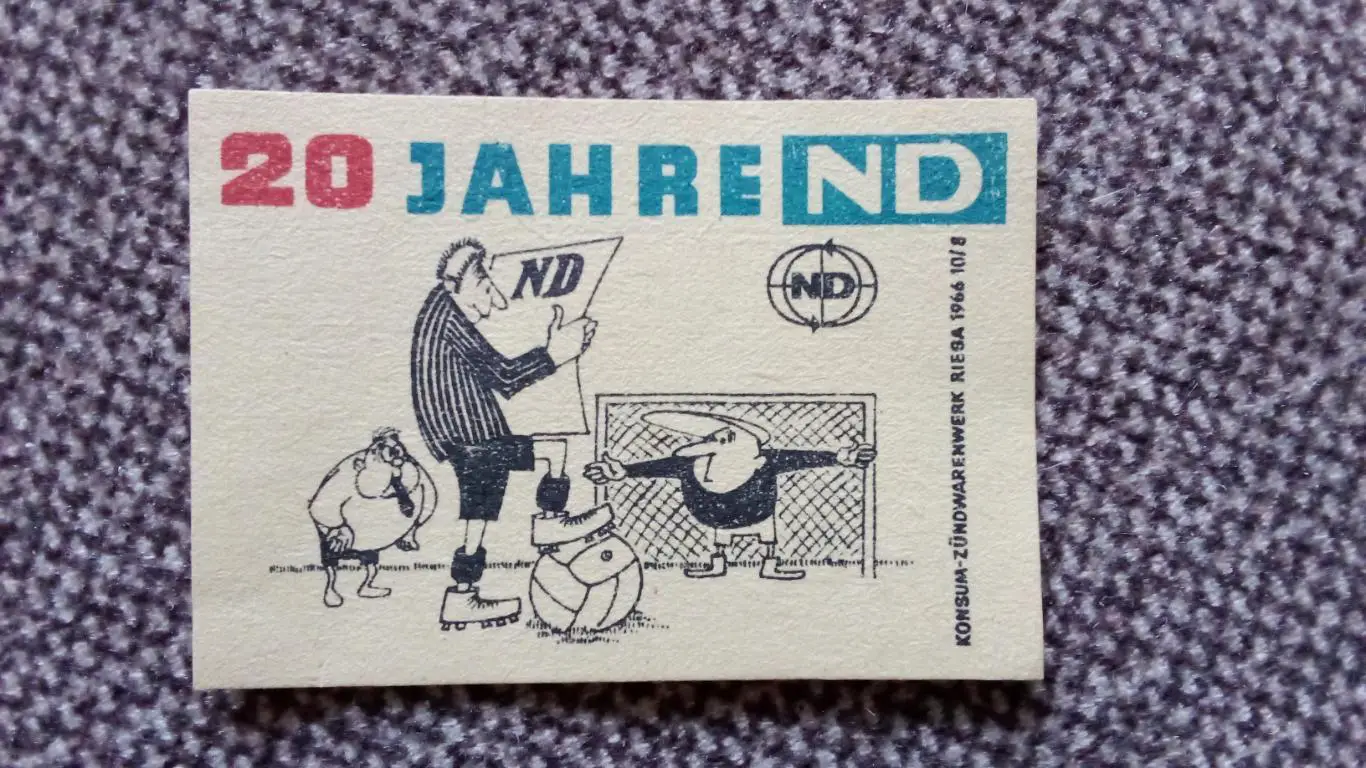 20 JAHRE ND
ND
ND
KONSUM-ZÜNDWARENWERK RIESA 1966 10/8